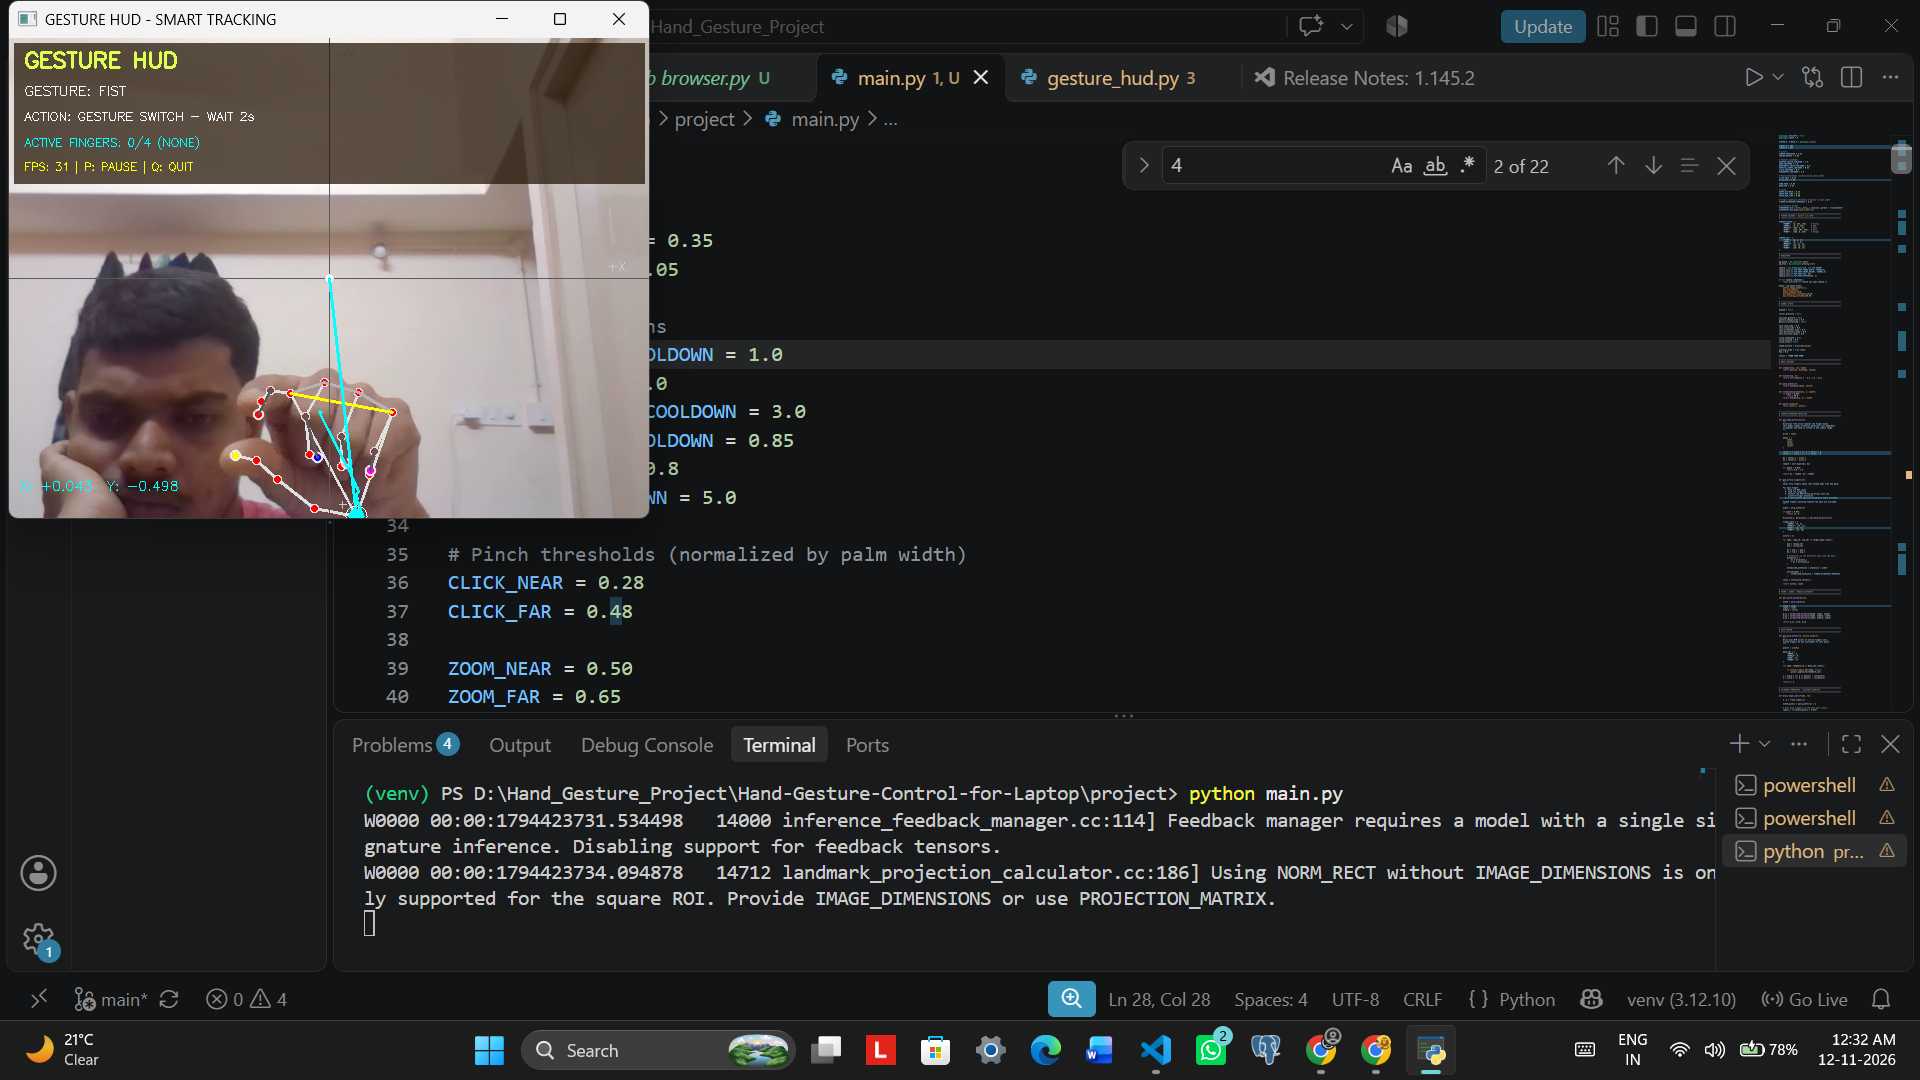 GESTURE HUD - SMART TRACKING
GESTURE HUD
GESTURE: FIST
ACTION: GESTURE SWITCH - WAIT 2s
ACTIVE FINGERS: 0/4 (NONE)
FPS: 31 | P: PAUSE | Q: QUIT
+Y
+X
X: +0.043 Y: -0.498
Hand_Gesture_Project
Update
browser.py U
main.py 1, U
gesture_hud.py 3
Release Notes: 1.145.2
project > main.py > ...
4
Aa ab .* 2 of 22
= 0.35
.05
ns
OLDOWN = 1.0
.0
COOLDOWN = 3.0
OLDOWN = 0.85
0.8
WN = 5.0
34
35 # Pinch thresholds (normalized by palm width)
36 CLICK_NEAR = 0.28
37 CLICK_FAR = 0.48
38
39 ZOOM_NEAR = 0.50
40 ZOOM_FAR = 0.65
Problems 4 Output Debug Console Terminal Ports
(venv) PS D:\Hand_Gesture_Project\Hand-Gesture-Control-for-Laptop\project> python main.py
W0000 00:00:1794423731.534498 14000 inference_feedback_manager.cc:114] Feedback manager requires a model with a single si
gnature inference. Disabling support for feedback tensors.
W0000 00:00:1794423734.094878 14712 landmark_projection_calculator.cc:186] Using NORM_RECT without IMAGE_DIMENSIONS is on
ly supported for the square ROI. Provide IMAGE_DIMENSIONS or use PROJECTION_MATRIX.
powershell
powershell
python pr...
1
main* 0 4
Ln 28, Col 28 Spaces: 4 UTF-8 CRLF { } Python venv (3.12.10) Go Live
21°C
Clear
Search
L
W
2
ENG
IN
78%
12:32 AM
12-11-2026